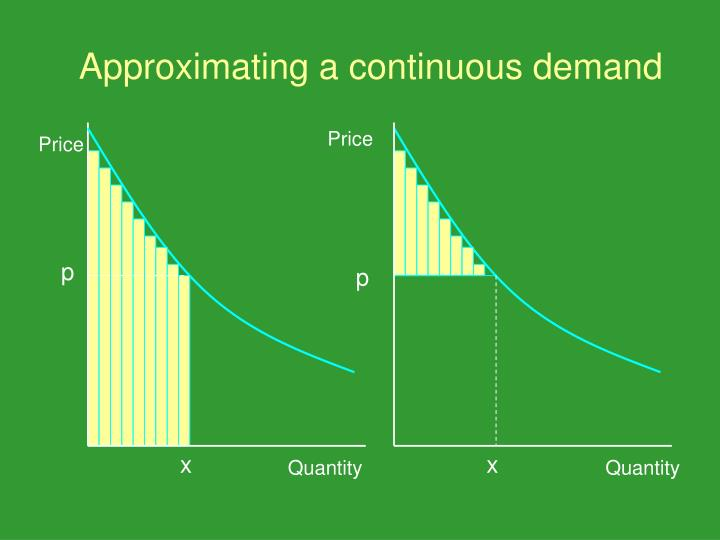 Approximating a continuous demand
Price
p
x
Quantity
Price
p
x
Quantity